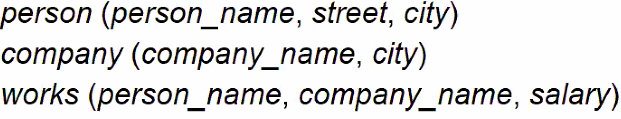 person (person_name, street, city)
company (company_name, city)
works (person_name, company_name, salary)